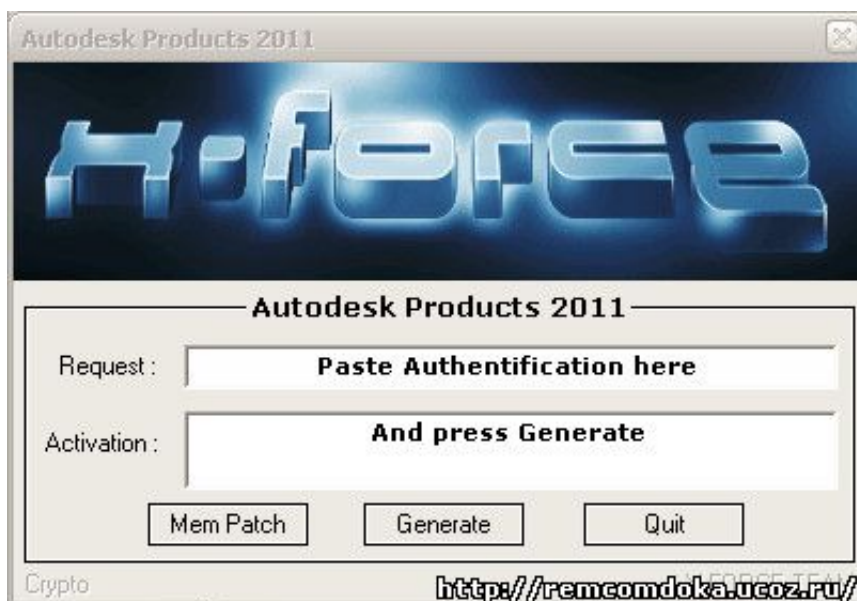 Autodesk Products 2011
x-force
Autodesk Products 2011
Request :
Paste Authentification here
Activation :
And press Generate
Mem Patch
Generate
Quit
Crypto
http://remcomdoka.ucoz.ru/